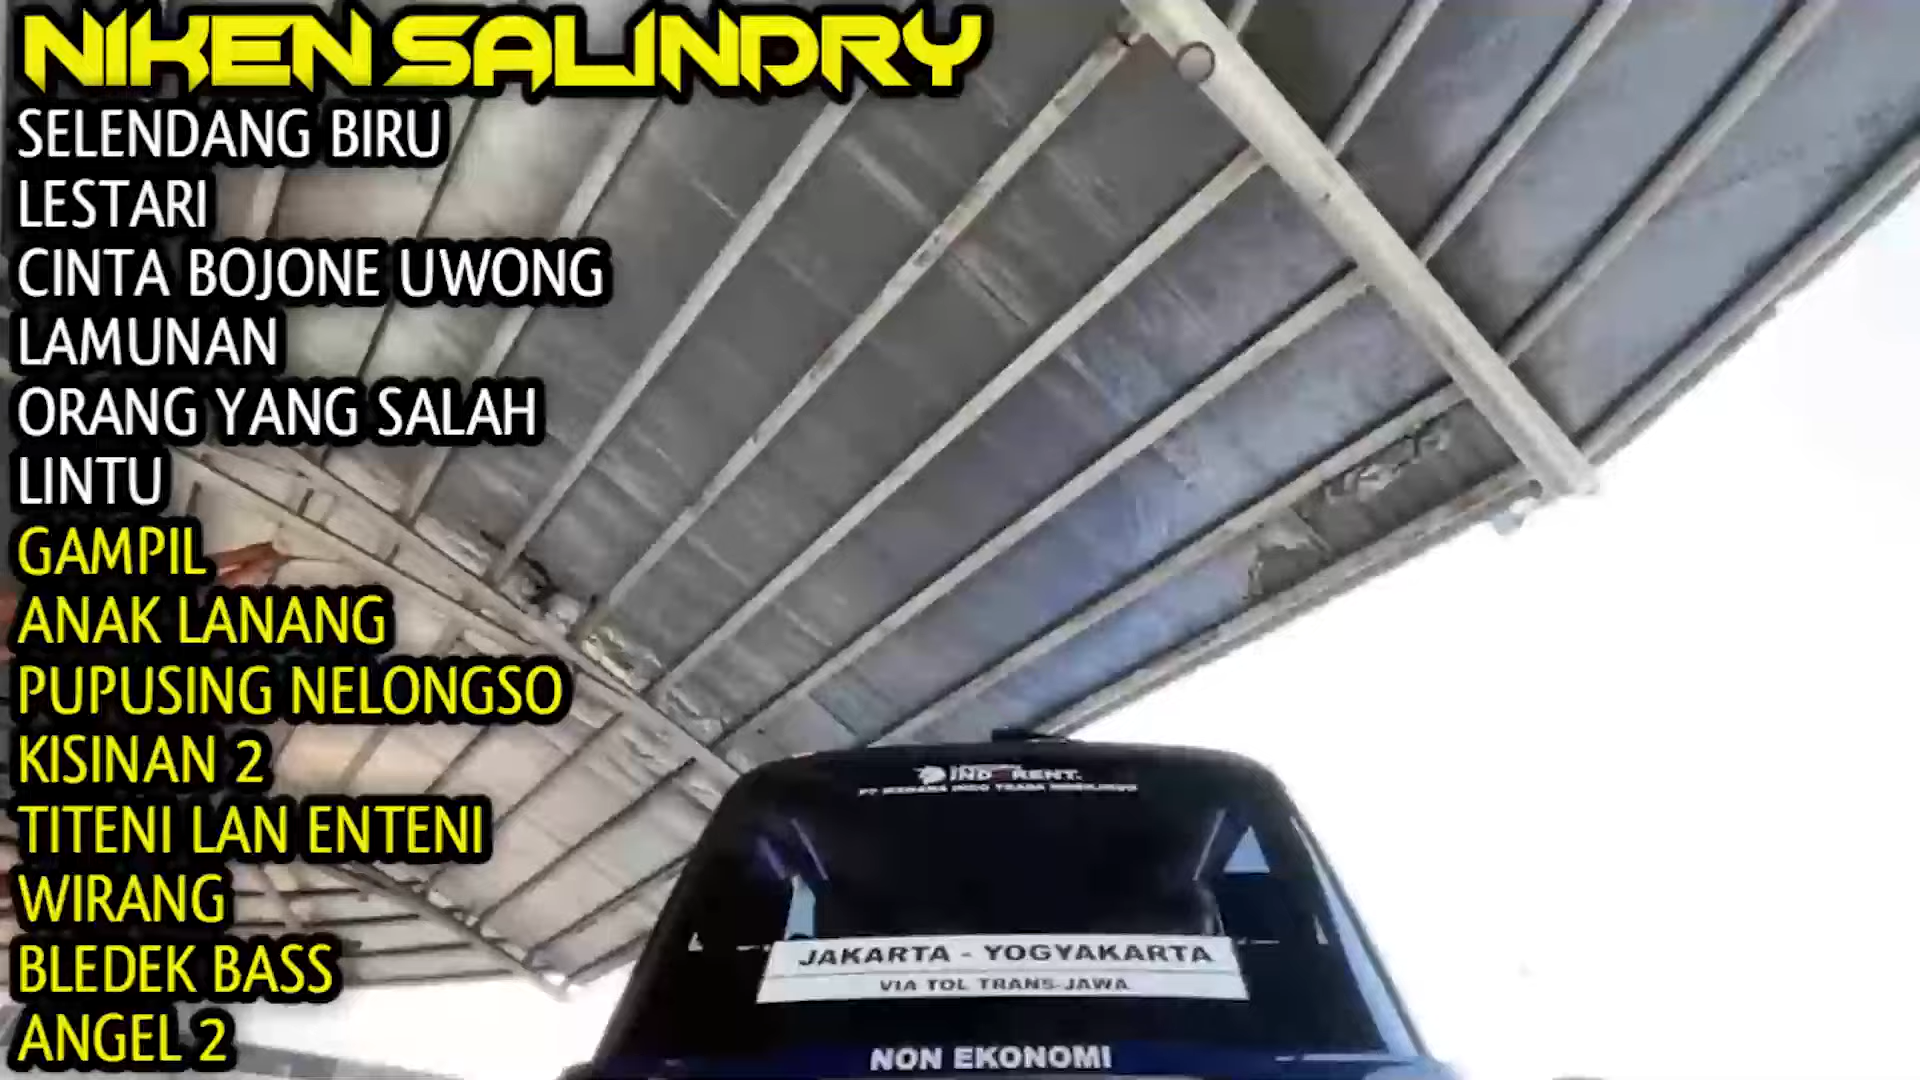 NIKEN SALINDRY
SELENDANG BIRU
LESTARI
CINTA BOJONE UWONG
LAMUNAN
ORANG YANG SALAH
LINTU
GAMPIL
ANAK LANANG
PUPUSING NELONGSO
KISINAN 2
TITENI LAN ENTENI
WIRANG
BLEDEK BASS
ANGEL 2
INDORENT.
JAKARTA - YOGYAKARTA
VIA TOL TRANS-JAWA
NON EKONOMI